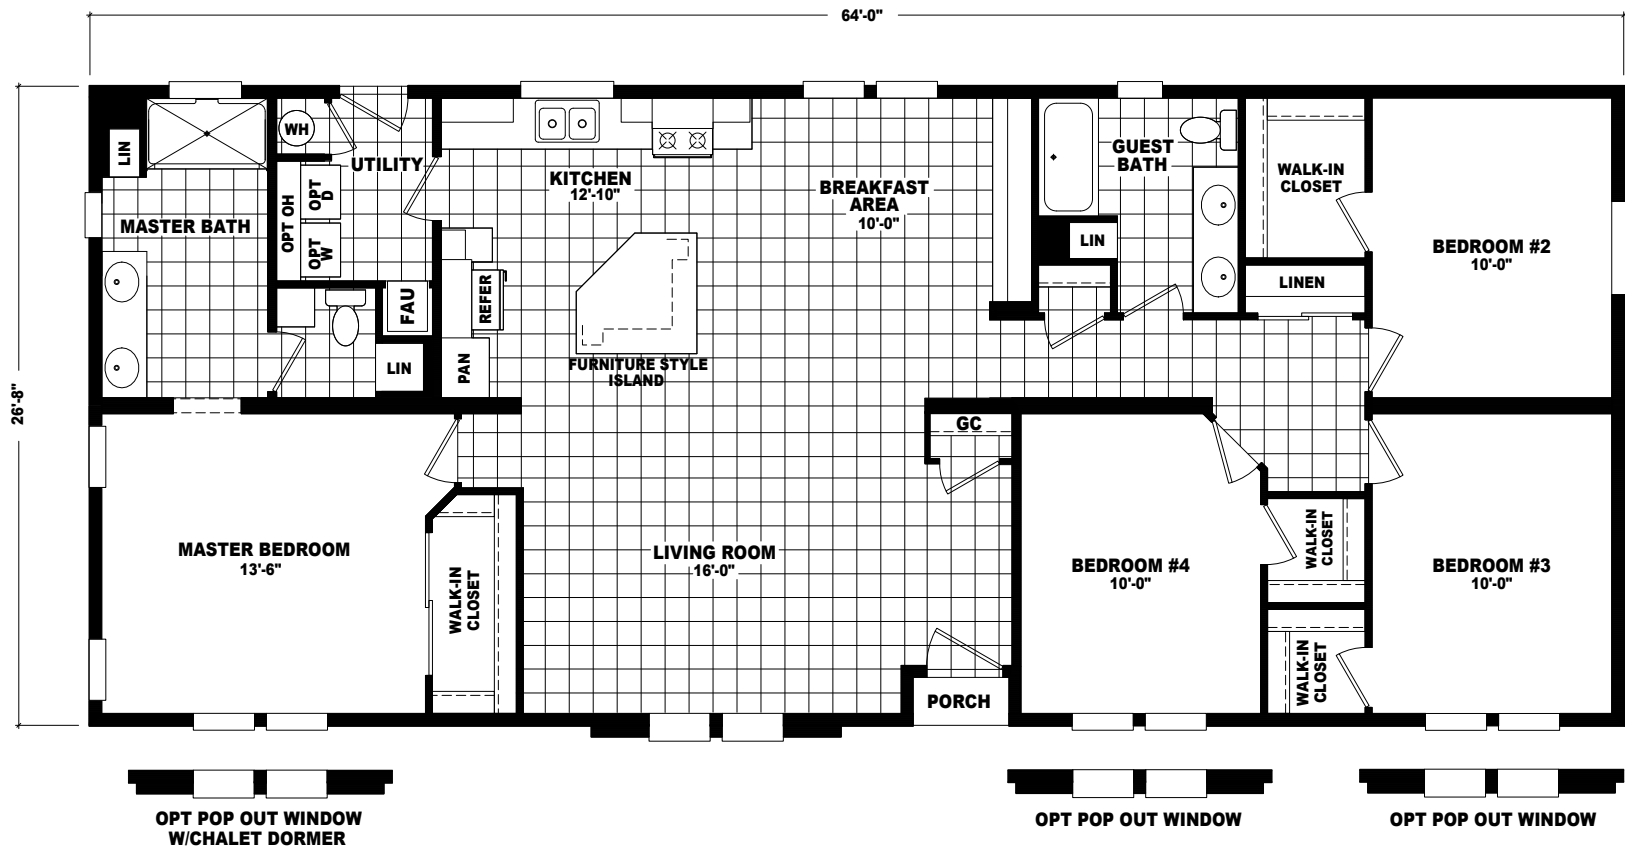 64'-0"
26'-8"
LIN
MASTER BATH
WH
UTILITY
OPT OH
OPT
D
OPT
W
FAU
LIN
KITCHEN
12'-10"
REFER
PAN
FURNITURE STYLE
ISLAND
BREAKFAST
AREA
10'-0"
GUEST
BATH
LIN
WALK-IN
CLOSET
LINEN
BEDROOM #2
10'-0"
MASTER BEDROOM
13'-6"
WALK-IN
CLOSET
LIVING ROOM
16'-0"
GC
PORCH
BEDROOM #4
10'-0"
WALK-IN
CLOSET
WALK-IN
CLOSET
BEDROOM #3
10'-0"
OPT POP OUT WINDOW
W/CHALET DORMER
OPT POP OUT WINDOW
OPT POP OUT WINDOW